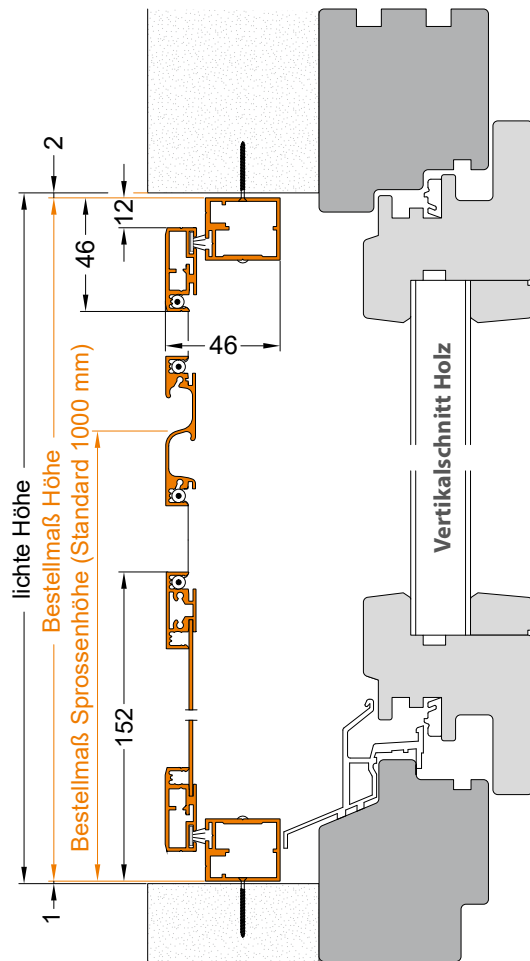 2
12
46
46
lichte Höhe
Bestellmaß Höhe
Bestellmaß Sprossenhöhe (Standard 1000 mm)
Vertikalschnitt Holz
152
1